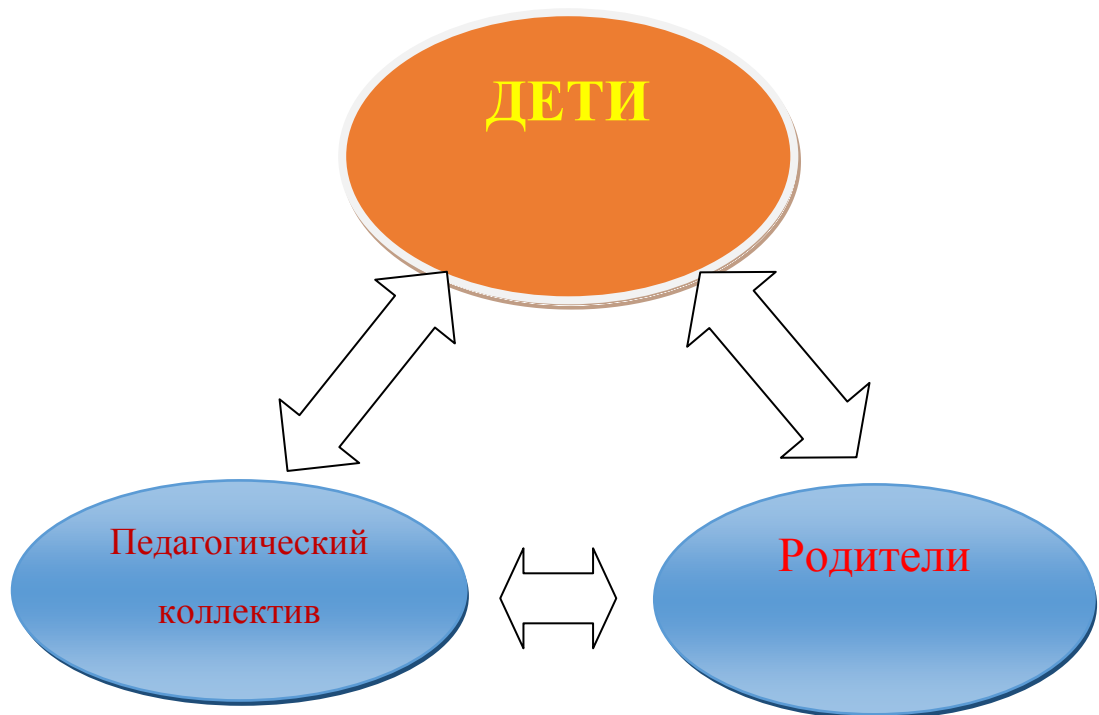 ДЕТИ
Педагогический
коллектив
Родители